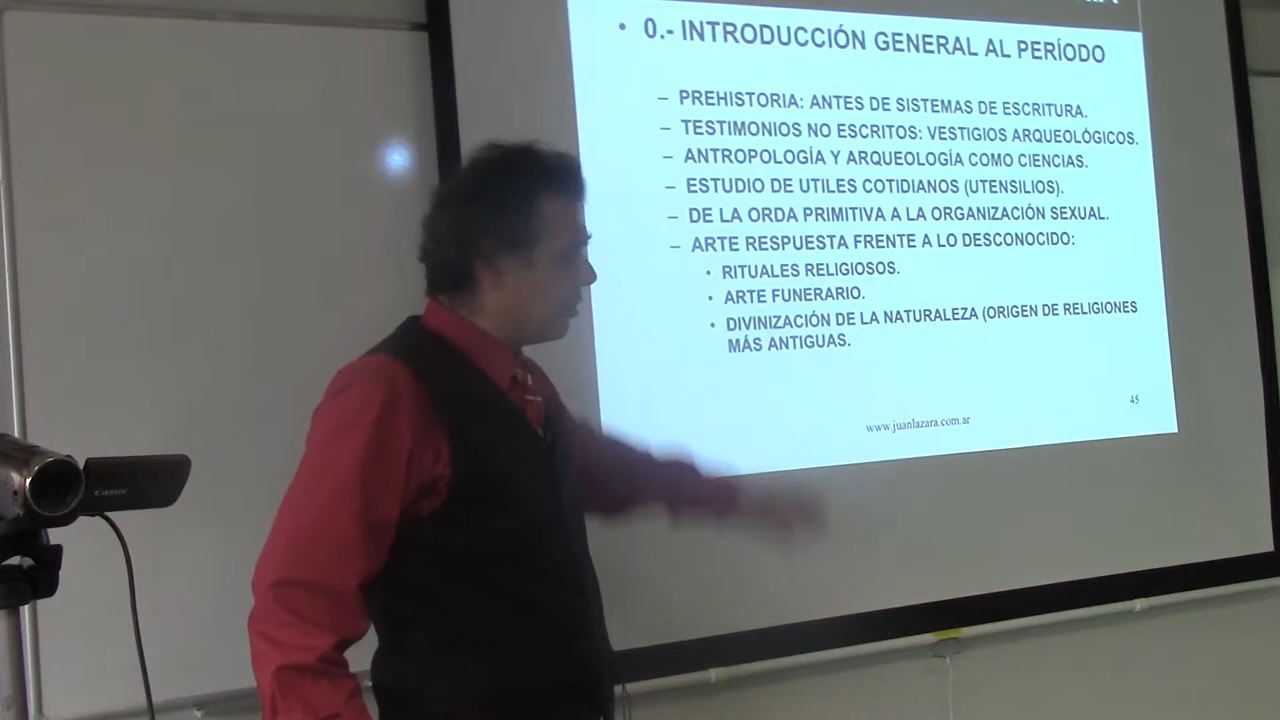 • 0.- INTRODUCCIÓN GENERAL AL PERÍODO
– PREHISTORIA: ANTES DE SISTEMAS DE ESCRITURA.
– TESTIMONIOS NO ESCRITOS: VESTIGIOS ARQUEOLÓGICOS.
– ANTROPOLOGÍA Y ARQUEOLOGÍA COMO CIENCIAS.
– ESTUDIO DE UTILES COTIDIANOS (UTENSILIOS).
– DE LA ORDA PRIMITIVA A LA ORGANIZACIÓN SEXUAL.
– ARTE RESPUESTA FRENTE A LO DESCONOCIDO:
• RITUALES RELIGIOSOS.
• ARTE FUNERARIO.
• DIVINIZACIÓN DE LA NATURALEZA (ORIGEN DE RELIGIONES
MÁS ANTIGUAS.
45
www.juanlazara.com.ar
Canon